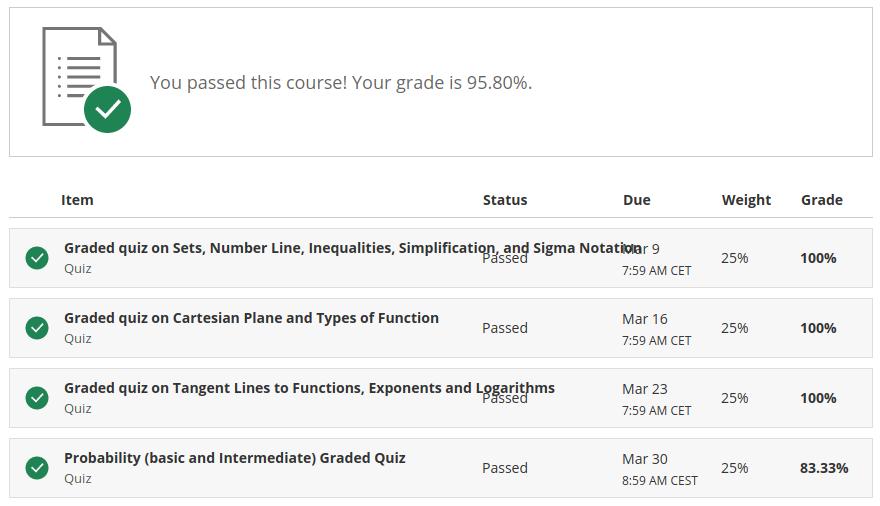 You passed this course! Your grade is 95.80%.
Item Status Due Weight Grade
Graded quiz on Sets, Number Line, Inequalities, Simplification, and Sigma Notation
Quiz
Passed
Mar 9
7:59 AM CET
25%
100%
Graded quiz on Cartesian Plane and Types of Function
Quiz
Passed
Mar 16
7:59 AM CET
25%
100%
Graded quiz on Tangent Lines to Functions, Exponents and Logarithms
Quiz
Passed
Mar 23
7:59 AM CET
25%
100%
Probability (basic and Intermediate) Graded Quiz
Quiz
Passed
Mar 30
8:59 AM CEST
25%
83.33%